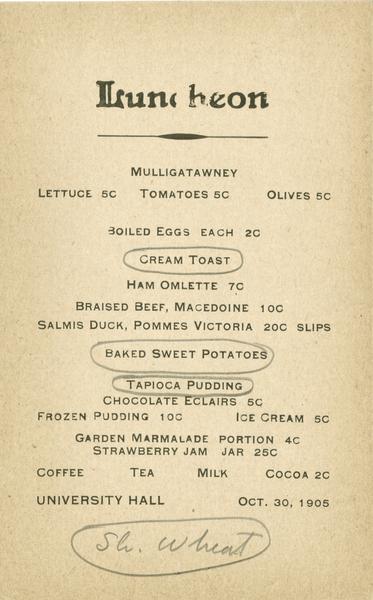 Luncheon
MULLIGATAWNEY
LETTUCE 5C TOMATOES 5C OLIVES 5C
BOILED EGGS EACH 2C
CREAM TOAST
HAM OMLETTE 7C
BRAISED BEEF, MACEDOINE 10C
SALMIS DUCK, POMMES VICTORIA 20C SLIPS
BAKED SWEET POTATOES
TAPIOCA PUDDING
CHOCOLATE ECLAIRS 5C
FROZEN PUDDING 10C ICE CREAM 5C
GARDEN MARMALADE PORTION 4C
STRAWBERRY JAM JAR 25C
COFFEE TEA MILK COCOA 2C
UNIVERSITY HALL OCT. 30, 1905
Sh. Wheat